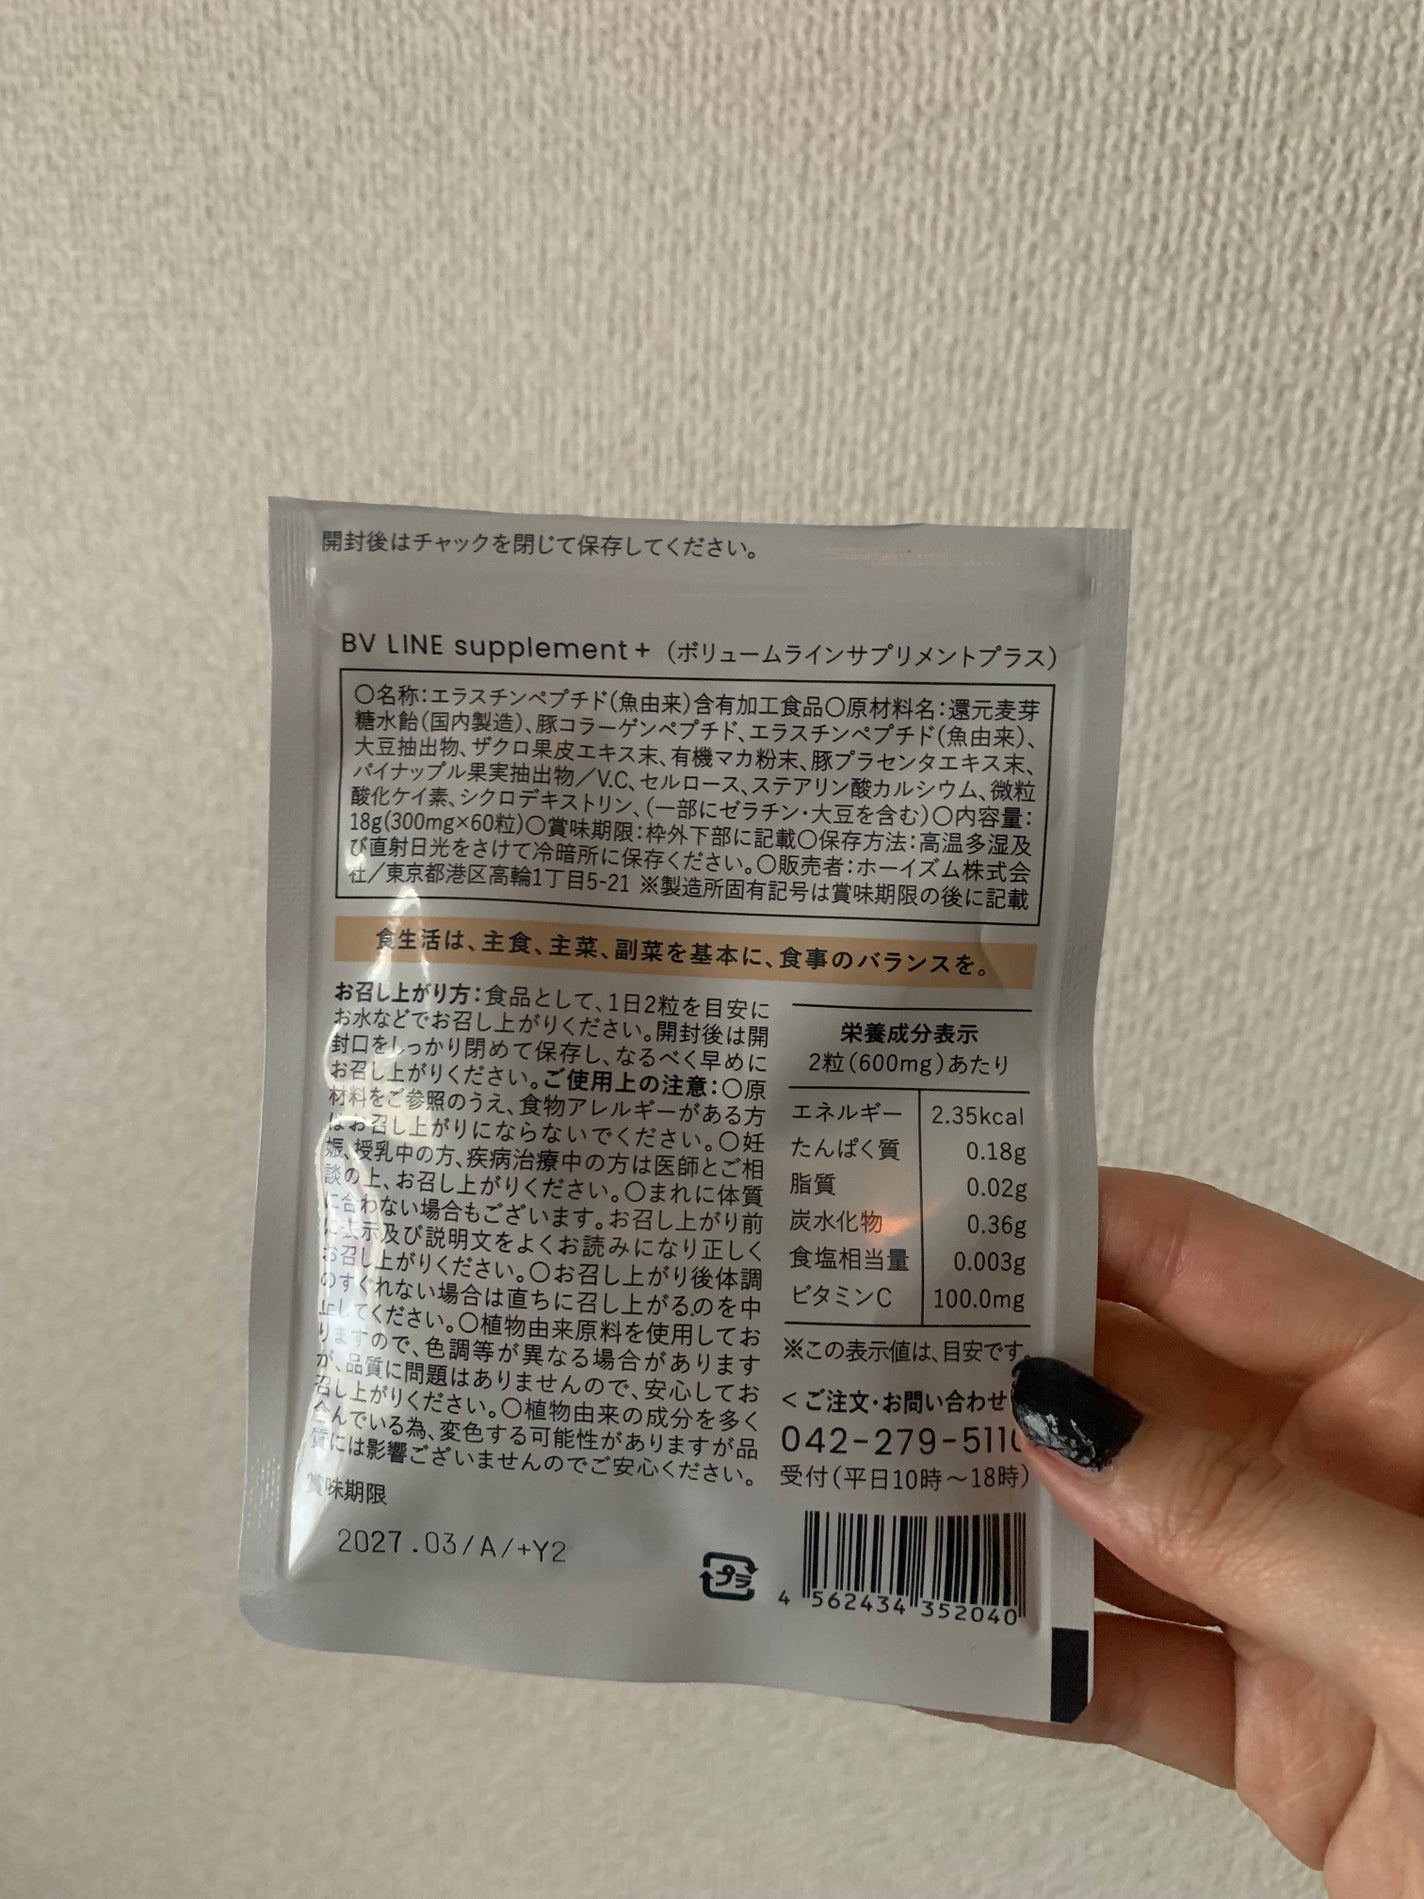 開封後はチャックを閉じて保存してください。
BV LINE supplement+（ボリュームラインサプリメントプラス）
〇名称：エラスチンペプチド（魚由来）含有加工食品〇原材料名：還元麦芽
糖水飴（国内製造）、豚コラーゲンペプチド、エラスチンペプチド（魚由来）、
大豆抽出物、ザクロ果皮エキス末、有機マカ粉末、豚プラセンタエキス末、
パイナップル果実抽出物／V.C、セルロース、ステアリン酸カルシウム、微粒
酸化ケイ素、シクロデキストリン、（一部にゼラチン・大豆を含む）〇内容量：
18g(300mg×60粒)〇賞味期限：枠外下部に記載〇保存方法：高温多湿及
び直射日光をさけて冷暗所に保存ください。〇販売者：ホーイズム株式会
社／東京都港区高輪1丁目5-21 ※製造所固有記号は賞味期限の後に記載
食生活は、主食、主菜、副菜を基本に、食事のバランスを。
お召し上がり方：食品として、1日2粒を目安に
お水などでお召し上がりください。開封後は開
封口をしっかり閉めて保存し、なるべく早めに
お召し上がりください。ご使用上の注意：〇原
材料をご参照のうえ、食物アレルギーがある方
はお召し上がりにならないでください。〇妊
娠、授乳中の方、疾病治療中の方は医師とご相
談の上、お召し上がりください。〇まれに体質
に合わない場合もございます。お召し上がり前
に表示及び説明文をよくお読みになり正しく
お召し上がりください。〇お召し上がり後体調
のすぐれない場合は直ちに召し上がるのを中
止してください。〇植物由来原料を使用してお
りますので、色調等が異なる場合があります
が、品質に問題はありませんので、安心してお
召し上がりください。〇植物由来の成分を多く
含んでいる為、変色する可能性がありますが品
質には影響ございませんのでご安心ください。
賞味期限
2027.03/A/+Y2
栄養成分表示
2粒（600mg）あたり
エネルギー 2.35kcal
たんぱく質 0.18g
脂質 0.02g
炭水化物 0.36g
食塩相当量 0.003g
ビタミンC 100.0mg
※この表示値は、目安です。
＜ご注文・お問い合わせ
042-279-511
受付（平日10時～18時）
プラ
4 562434 352040